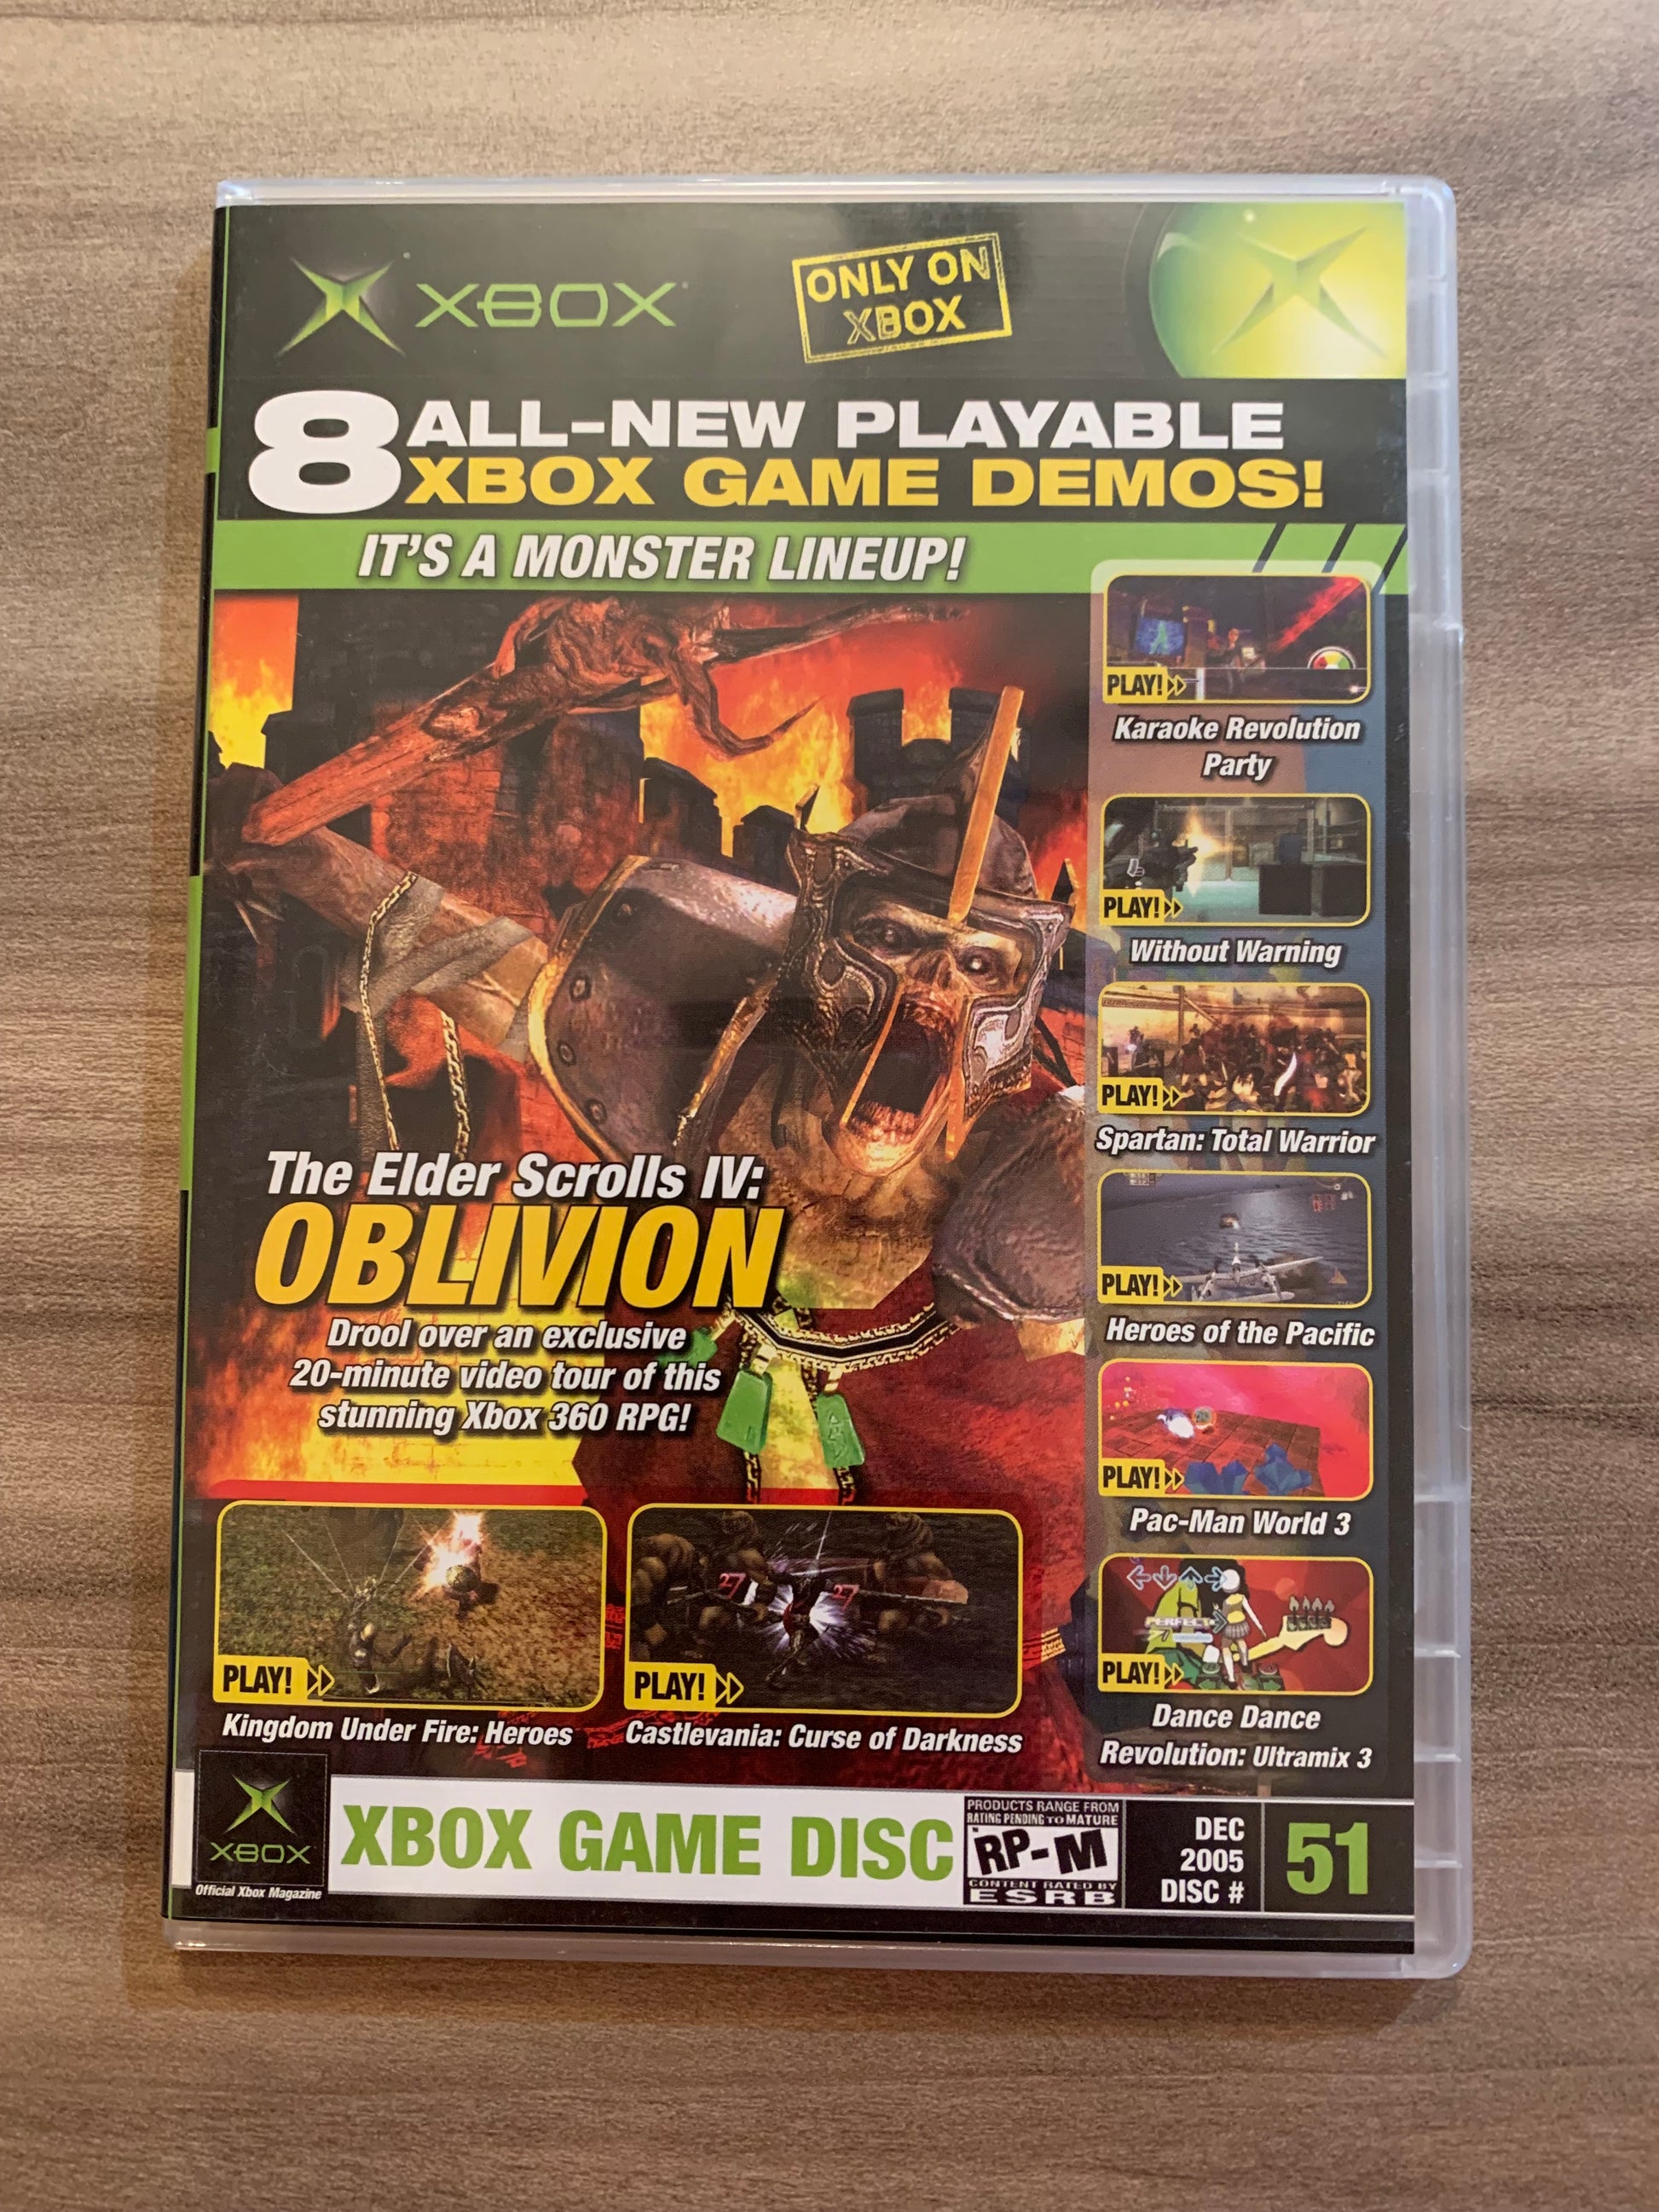 XBOX
ONLY ON
XBOX
8 ALL-NEW PLAYABLE
XBOX GAME DEMOS!
IT'S A MONSTER LINEUP!
PLAY!
Karaoke Revolution
Party
PLAY!
Without Warning
PLAY!
Spartan: Total Warrior
PLAY!
Heroes of the Pacific
PLAY!
Pac-Man World 3
PERFECT
PLAY!
Dance Dance
Revolution: Ultramix 3
The Elder Scrolls IV:
OBLIVION
Drool over an exclusive
20-minute video tour of this
stunning Xbox 360 RPG!
PLAY!
Kingdom Under Fire: Heroes
27 27
PLAY!
Castlevania: Curse of Darkness
XBOX
Official Xbox Magazine
XBOX GAME DISC
PRODUCTS RANGE FROM
RATING PENDING TO MATURE
RP-M
CONTENT RATED BY
ESRB
DEC
2005
DISC #
51